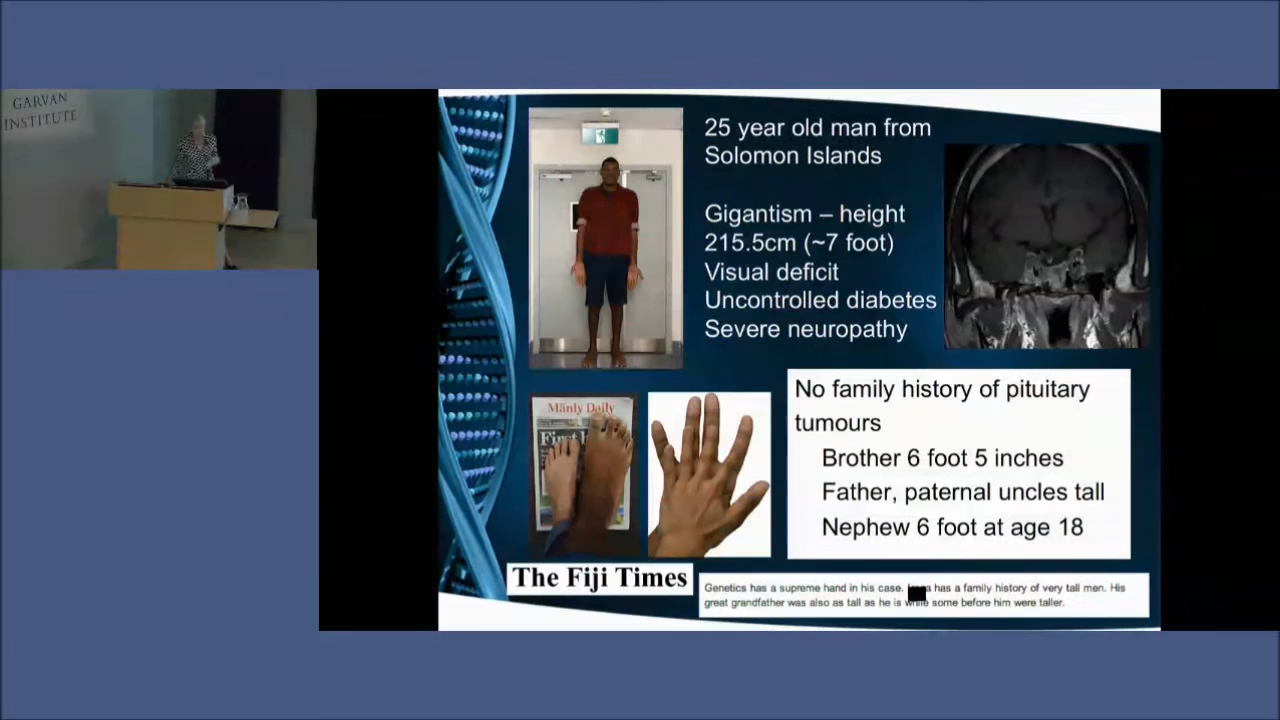 GARVAN
INSTITUTE
25 year old man from
Solomon Islands
Gigantism – height
215.5cm (~7 foot)
Visual deficit
Uncontrolled diabetes
Severe neuropathy
Manly Daily
No family history of pituitary
tumours
Brother 6 foot 5 inches
Father, paternal uncles tall
Nephew 6 foot at age 18
The Fiji Times
Genetics has a supreme hand in his case. has a family history of very tall men. His
great grandfather was also as tall as he is while some before him were taller.